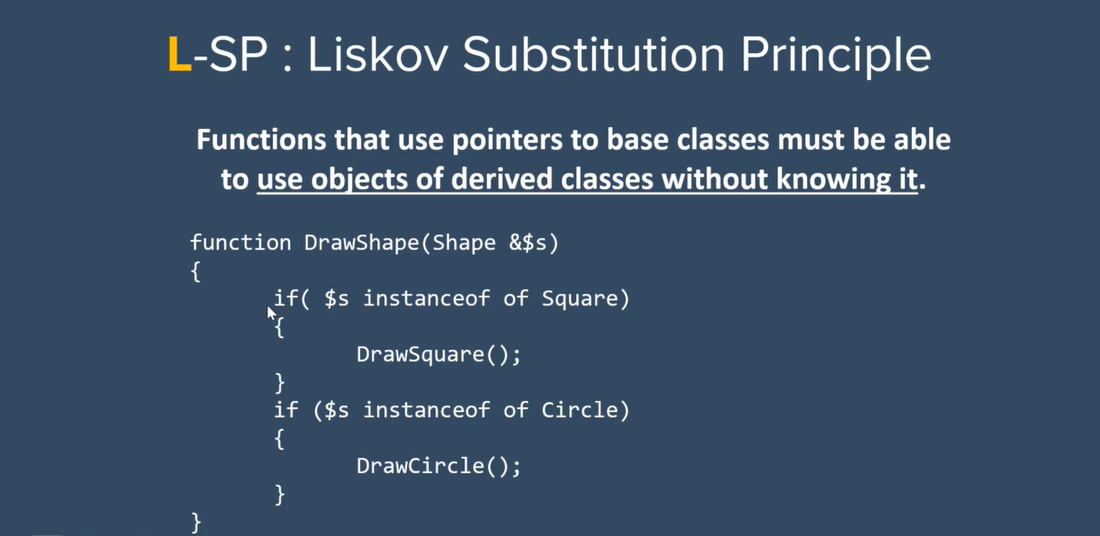 L-SP : Liskov Substitution Principle
Functions that use pointers to base classes must be able
to use objects of derived classes without knowing it.
function DrawShape(Shape &$s)
{
if( $s instanceof of Square)
{
DrawSquare();
}
if ($s instanceof of Circle)
{
DrawCircle();
}
}